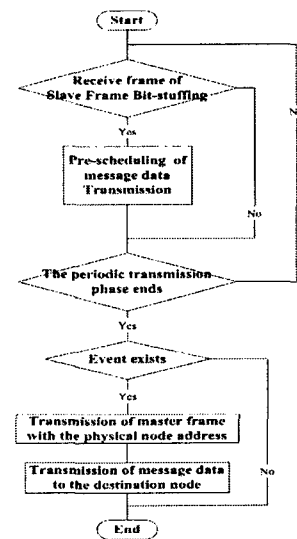 Start
Receive frame of
Slave Frame Bit-stuffing
Yes
Pre-scheduling of
message data
Transmission
No
The periodic transmission
phase ends
Yes
Event exists
Yes
Transmission of master frame
with the physical node address
Transmission of message data
to the destination node
No
End